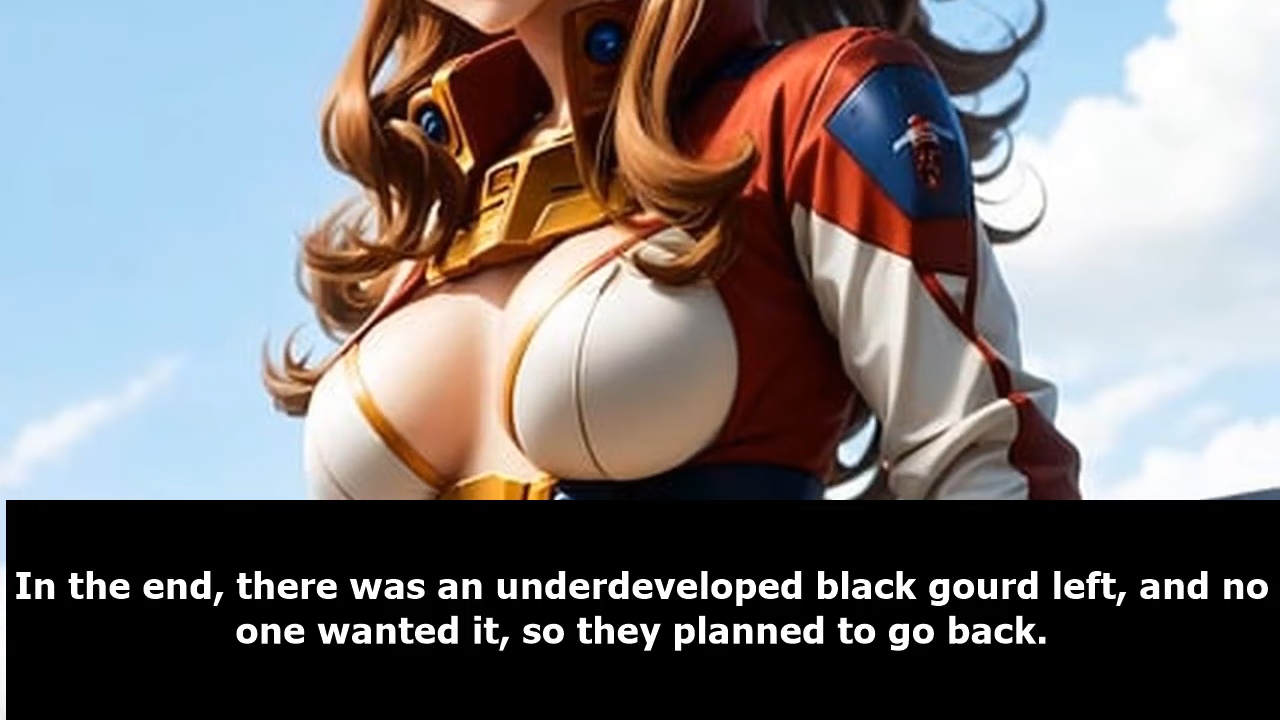 In the end, there was an underdeveloped black gourd left, and no
one wanted it, so they planned to go back.